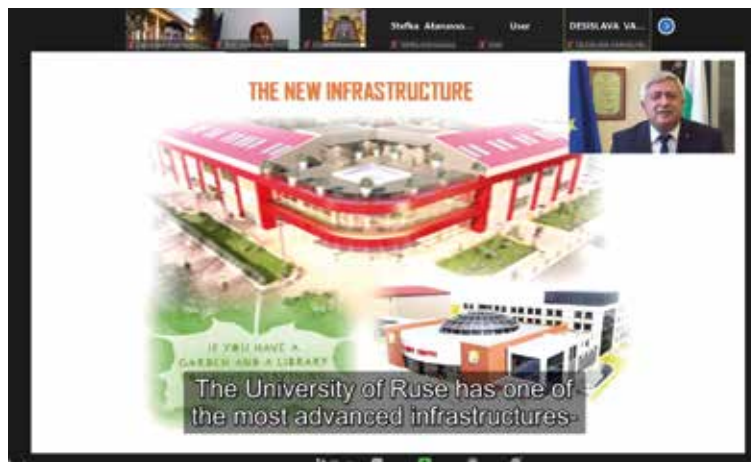 Stefka Atanasso...
User
DESISLAVA VA...
THE NEW INFRASTRUCTURE
IF YOU HAVE A
GARDEN AND A LIBRARY
The University of Ruse has one of
the most advanced infrastructures-